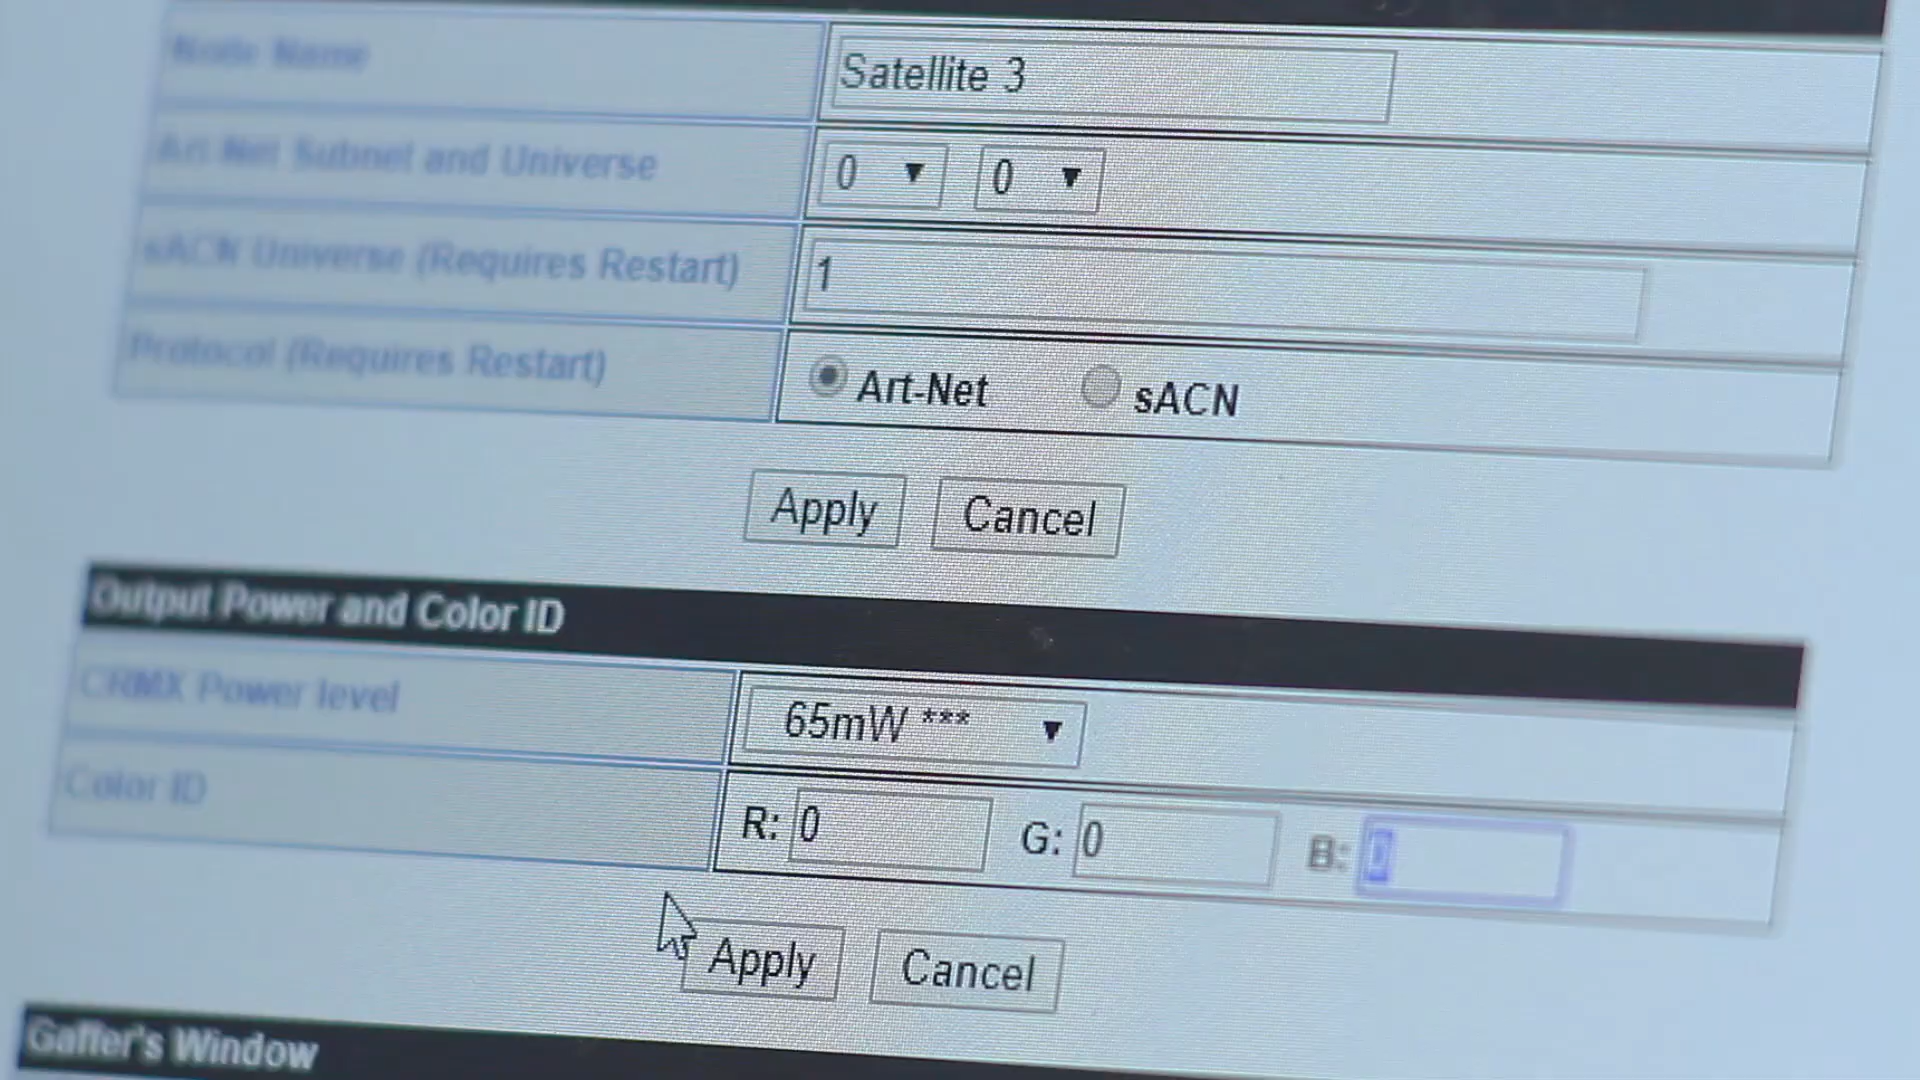 Node Name Satellite 3
Art-Net Subnet and Universe 0 0
sACN Universe (Requires Restart) 1
Protocol (Requires Restart) Art-Net sACN
Apply Cancel
Output Power and Color ID
CRMX Power level 65mW ***
Color ID R: 0 G: 0 B: 0
Apply Cancel
Gaffer's Window